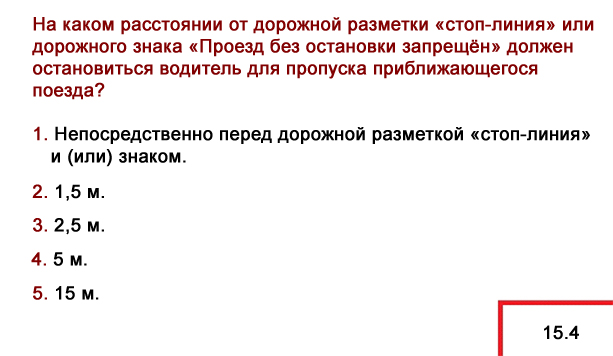 На каком расстоянии от дорожной разметки «стоп-линия» или
дорожного знака «Проезд без остановки запрещён» должен
остановиться водитель для пропуска приближающегося
поезда?
1. Непосредственно перед дорожной разметкой «стоп-линия»
и (или) знаком.
2. 1,5 м.
3. 2,5 м.
4. 5 м.
5. 15 м.
15.4